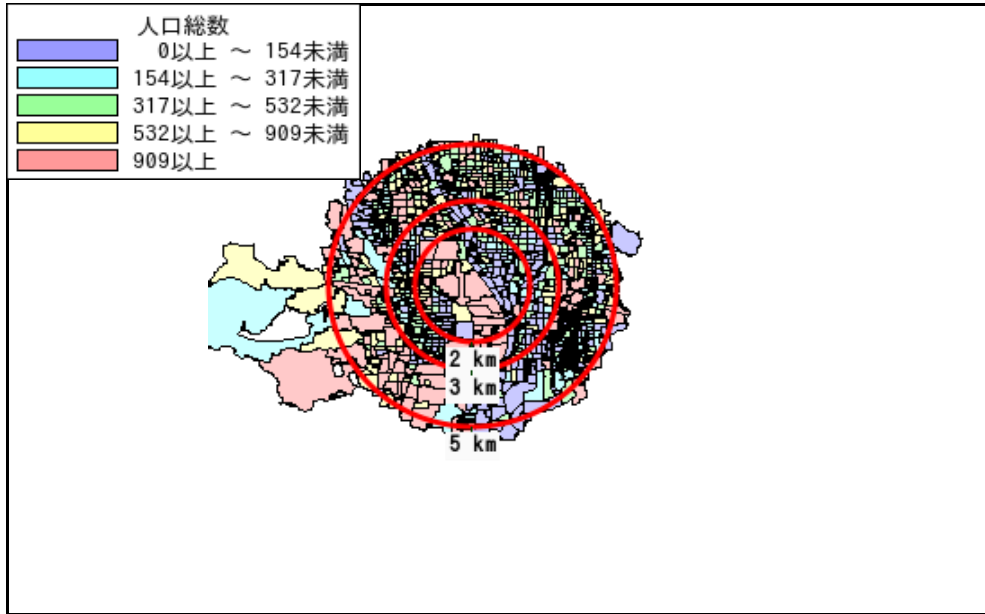 人口総数
0以上 ～ 154未満
154以上 ～ 317未満
317以上 ～ 532未満
532以上 ～ 909未満
909以上
2 km
3 km
5 km